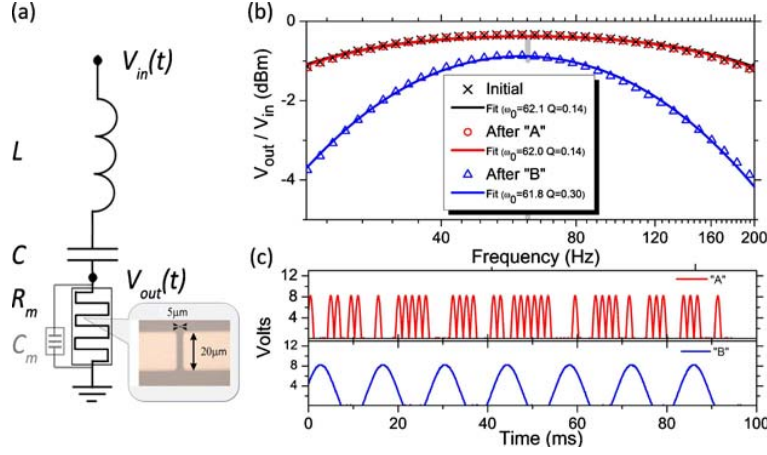 (a)
V_in(t)
L
C
V_out(t)
R_m
C_m
5μm
20μm
(b)
V_out / V_in (dBm)
0
-2
-4
Initial
Fit (ω₀=62.1 Q=0.14)
After "A"
Fit (ω₀=62.0 Q=0.14)
After "B"
Fit (ω₀=61.8 Q=0.30)
40 80 120 160 200
Frequency (Hz)
(c)
Volts
12
8
4
"A"
12
8
4
"B"
0 20 40 60 80 100
Time (ms)